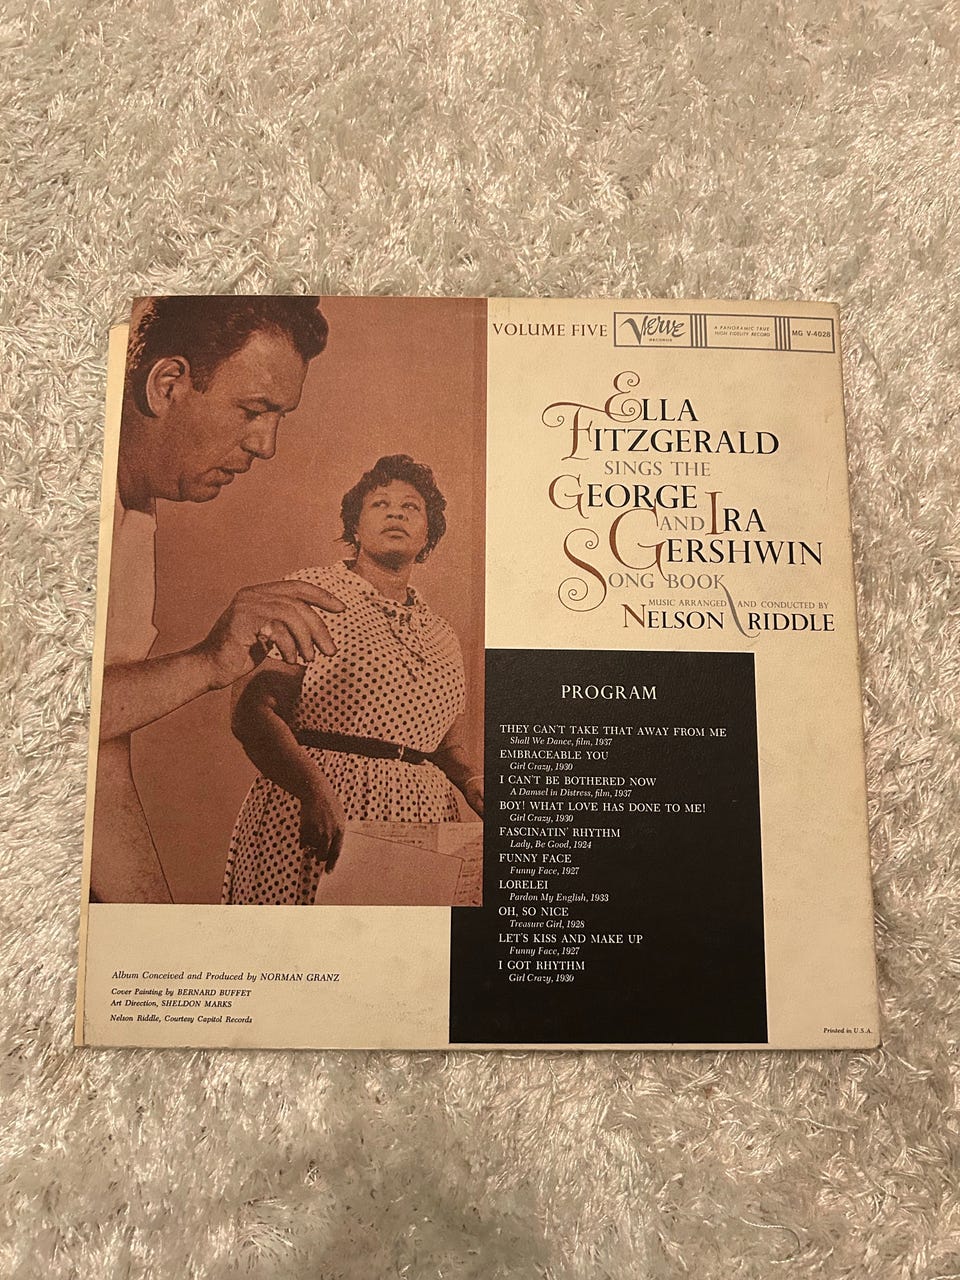 VOLUME FIVE
Verve
RECORDS
A PANORAMIC TRUE
HIGH FIDELITY RECORD
MG V-4028
ELLA
FITZGERALD
SINGS THE
GEORGE
AND IRA
GERSHWIN
SONG BOOK
MUSIC ARRANGED AND CONDUCTED BY
NELSON RIDDLE
PROGRAM
THEY CAN'T TAKE THAT AWAY FROM ME
Shall We Dance, film, 1937
EMBRACEABLE YOU
Girl Crazy, 1930
I CAN'T BE BOTHERED NOW
A Damsel in Distress, film, 1937
BOY! WHAT LOVE HAS DONE TO ME!
Girl Crazy, 1930
FASCINATIN' RHYTHM
Lady, Be Good, 1924
FUNNY FACE
Funny Face, 1927
LORELEI
Pardon My English, 1933
OH, SO NICE
Treasure Girl, 1928
LET'S KISS AND MAKE UP
Funny Face, 1927
I GOT RHYTHM
Girl Crazy, 1930
Album Conceived and Produced by NORMAN GRANZ
Cover Painting by BERNARD BUFFET
Art Direction, SHELDON MARKS
Nelson Riddle, Courtesy Capitol Records
Printed in U.S.A.